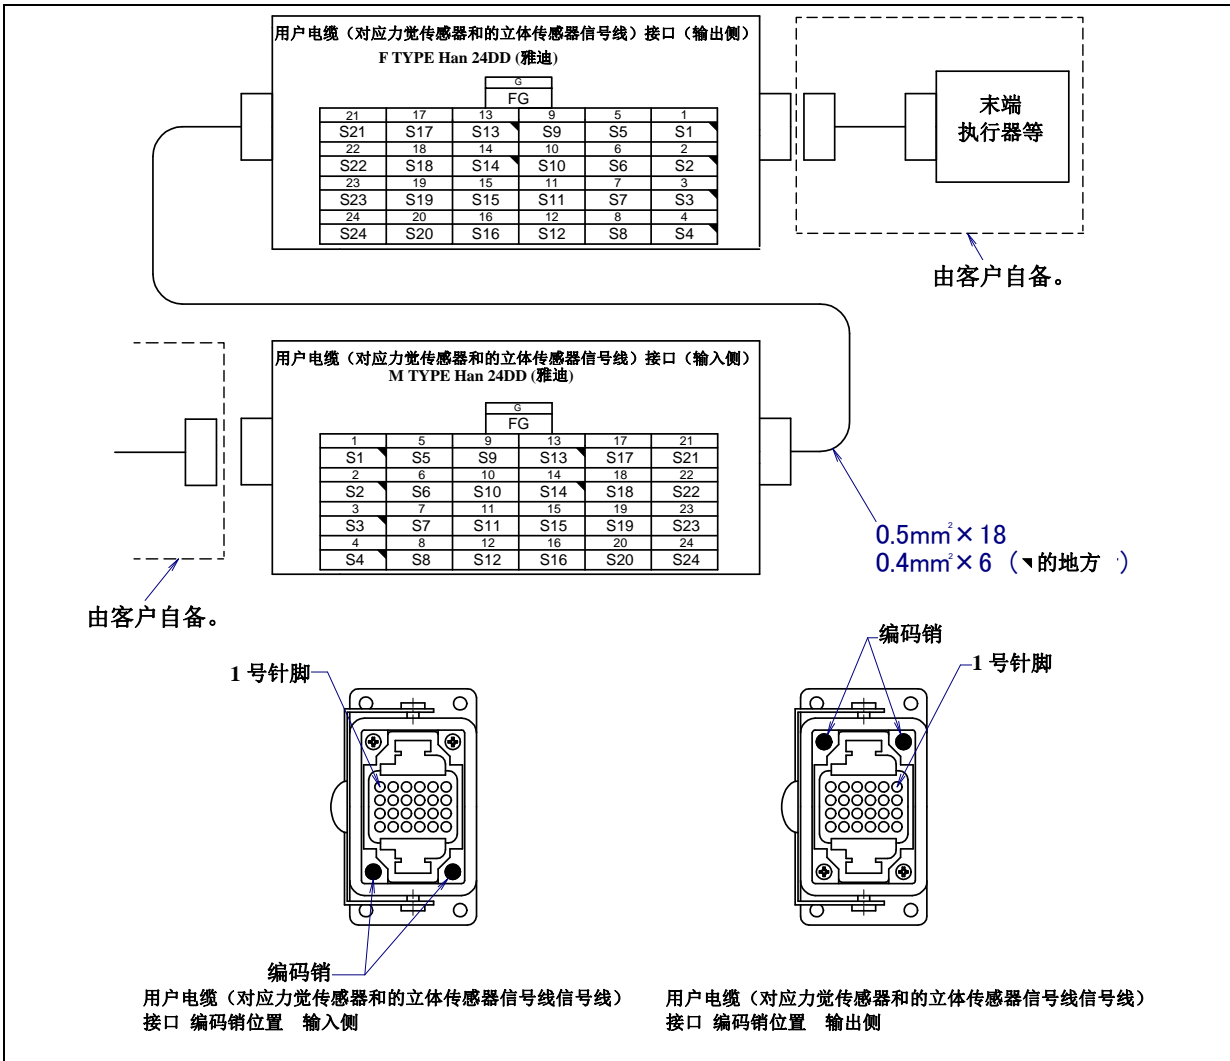 用户电缆（对应力觉传感器和的立体传感器信号线）接口（输出侧）
F TYPE Han 24DD (雅迪)
G
FG
21 17 13 9 5 1
S21 S17 S13 S9 S5 S1
22 18 14 10 6 2
S22 S18 S14 S10 S6 S2
23 19 15 11 7 3
S23 S19 S15 S11 S7 S3
24 20 16 12 8 4
S24 S20 S16 S12 S8 S4
末端
执行器等
由客户自备。
用户电缆（对应力觉传感器和的立体传感器信号线）接口（输入侧）
M TYPE Han 24DD (雅迪)
G
FG
1 5 9 13 17 21
S1 S5 S9 S13 S17 S21
2 6 10 14 18 22
S2 S6 S10 S14 S18 S22
3 7 11 15 19 23
S3 S7 S11 S15 S19 S23
4 8 12 16 20 24
S4 S8 S12 S16 S20 S24
0.5mm²×18
0.4mm²×6（◥的地方）
由客户自备。
1 号针脚
编码销
用户电缆（对应力觉传感器和的立体传感器信号线信号线）
接口 编码销位置 输入侧
编码销
1 号针脚
用户电缆（对应力觉传感器和的立体传感器信号线信号线）
接口 编码销位置 输出侧